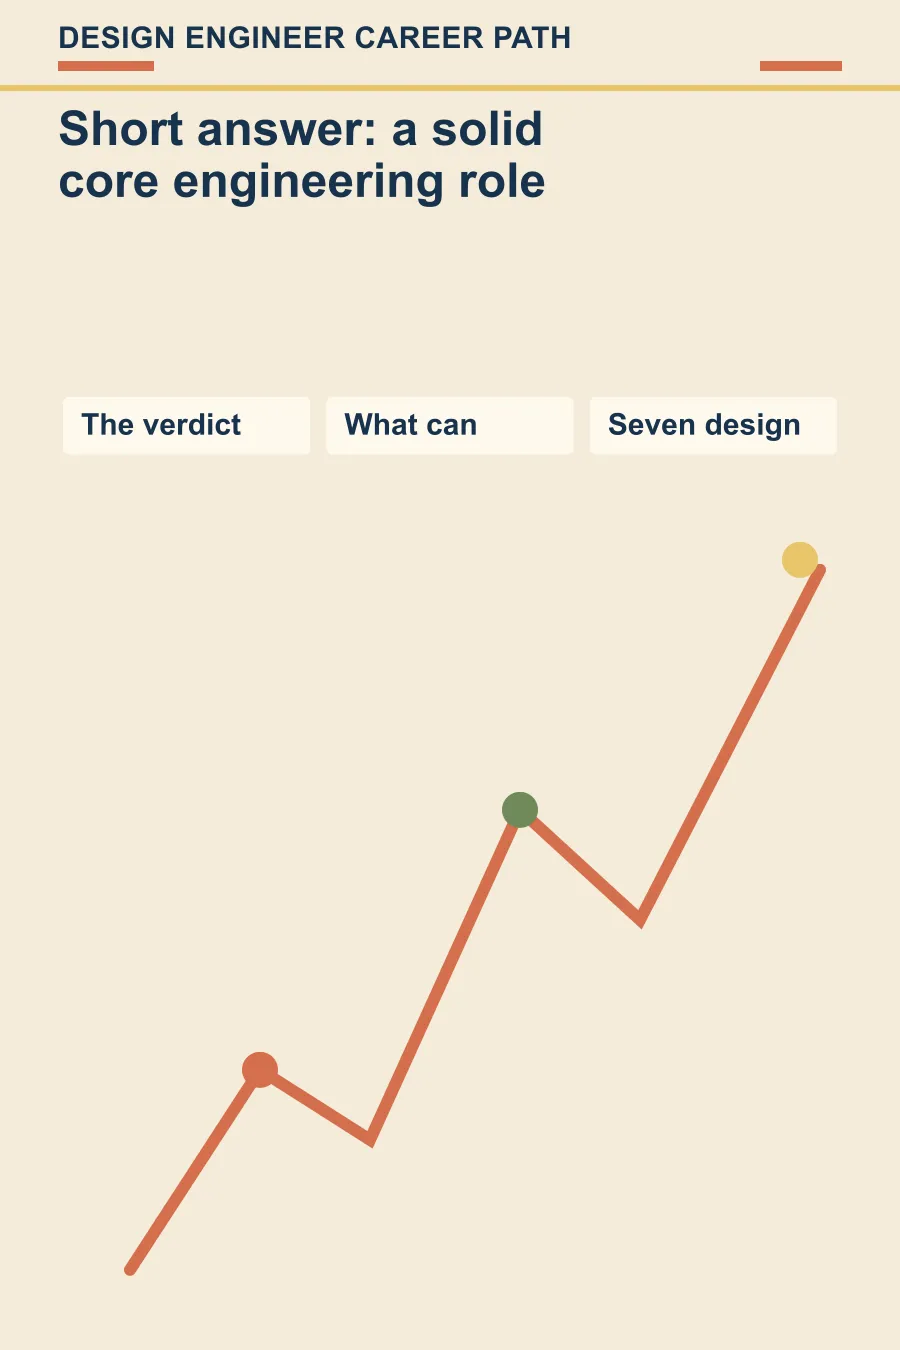 DESIGN ENGINEER CAREER PATH
Short answer: a solid
core engineering role
The verdict
What can
Seven design